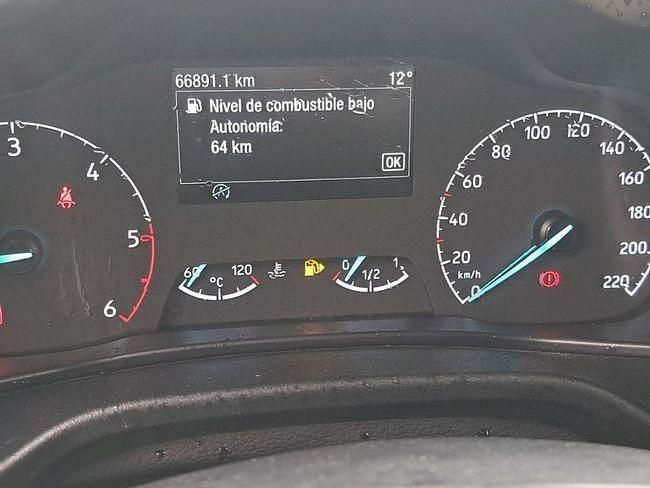 66891.1 km 12°
Nivel de combustible bajo
Autonomía:
64 km
OK
3
4
5
6
60 120
°C
0 1/2 1
0 20 40 60 80 100 120 140 160 180 200 220
km/h